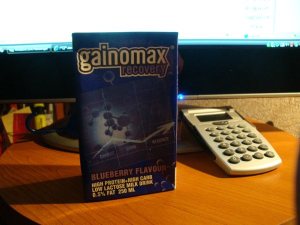 gainomax
recovery
BLUEBERRY FLAVOUR
HIGH PROTEIN+HIGH CARB
LOW LACTOSE MILK DRINK
0.5% FAT 250 ML